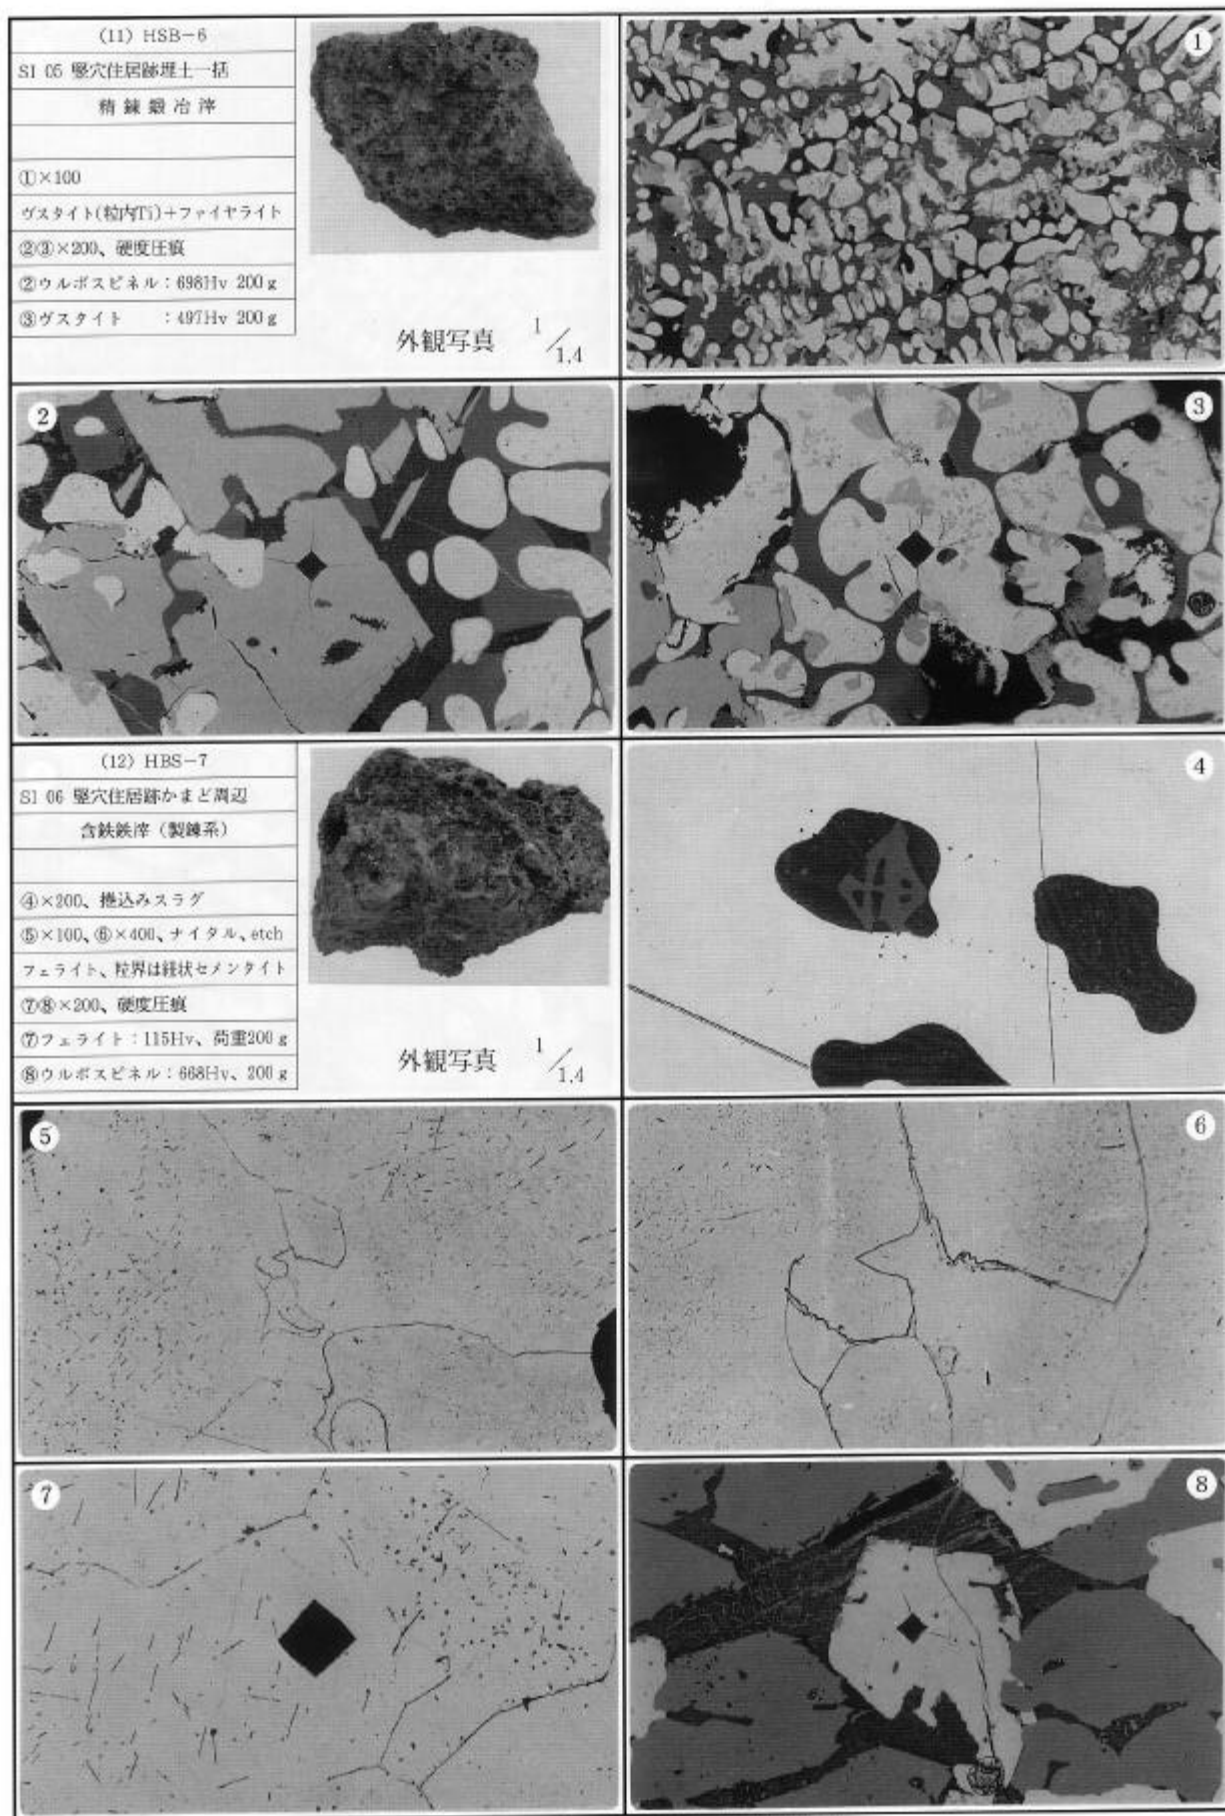 (11) HSB-6
SI 05 竪穴住居跡埋土一括
精錬鍛冶滓
①×100
ヴスタイト(粒内Ti)+ファイヤライト
②③×200、硬度圧痕
②ウルボスピネル:698Hv 200g
③ヴスタイト :497Hv 200g
外観写真 1/1.4
①
②
③
(12) HBS-7
SI 06 竪穴住居跡かまど周辺
含鉄鉄滓(製錬系)
④×200、捲込みスラグ
⑤×100、⑥×400、ナイタル、etch
フェライト、粒界は経状セメンタイト
⑦⑧×200、硬度圧痕
⑦フェライト:115Hv、荷重200g
⑧ウルボスピネル:668Hv、200g
外観写真 1/1.4
④
⑤
⑥
⑦
⑧